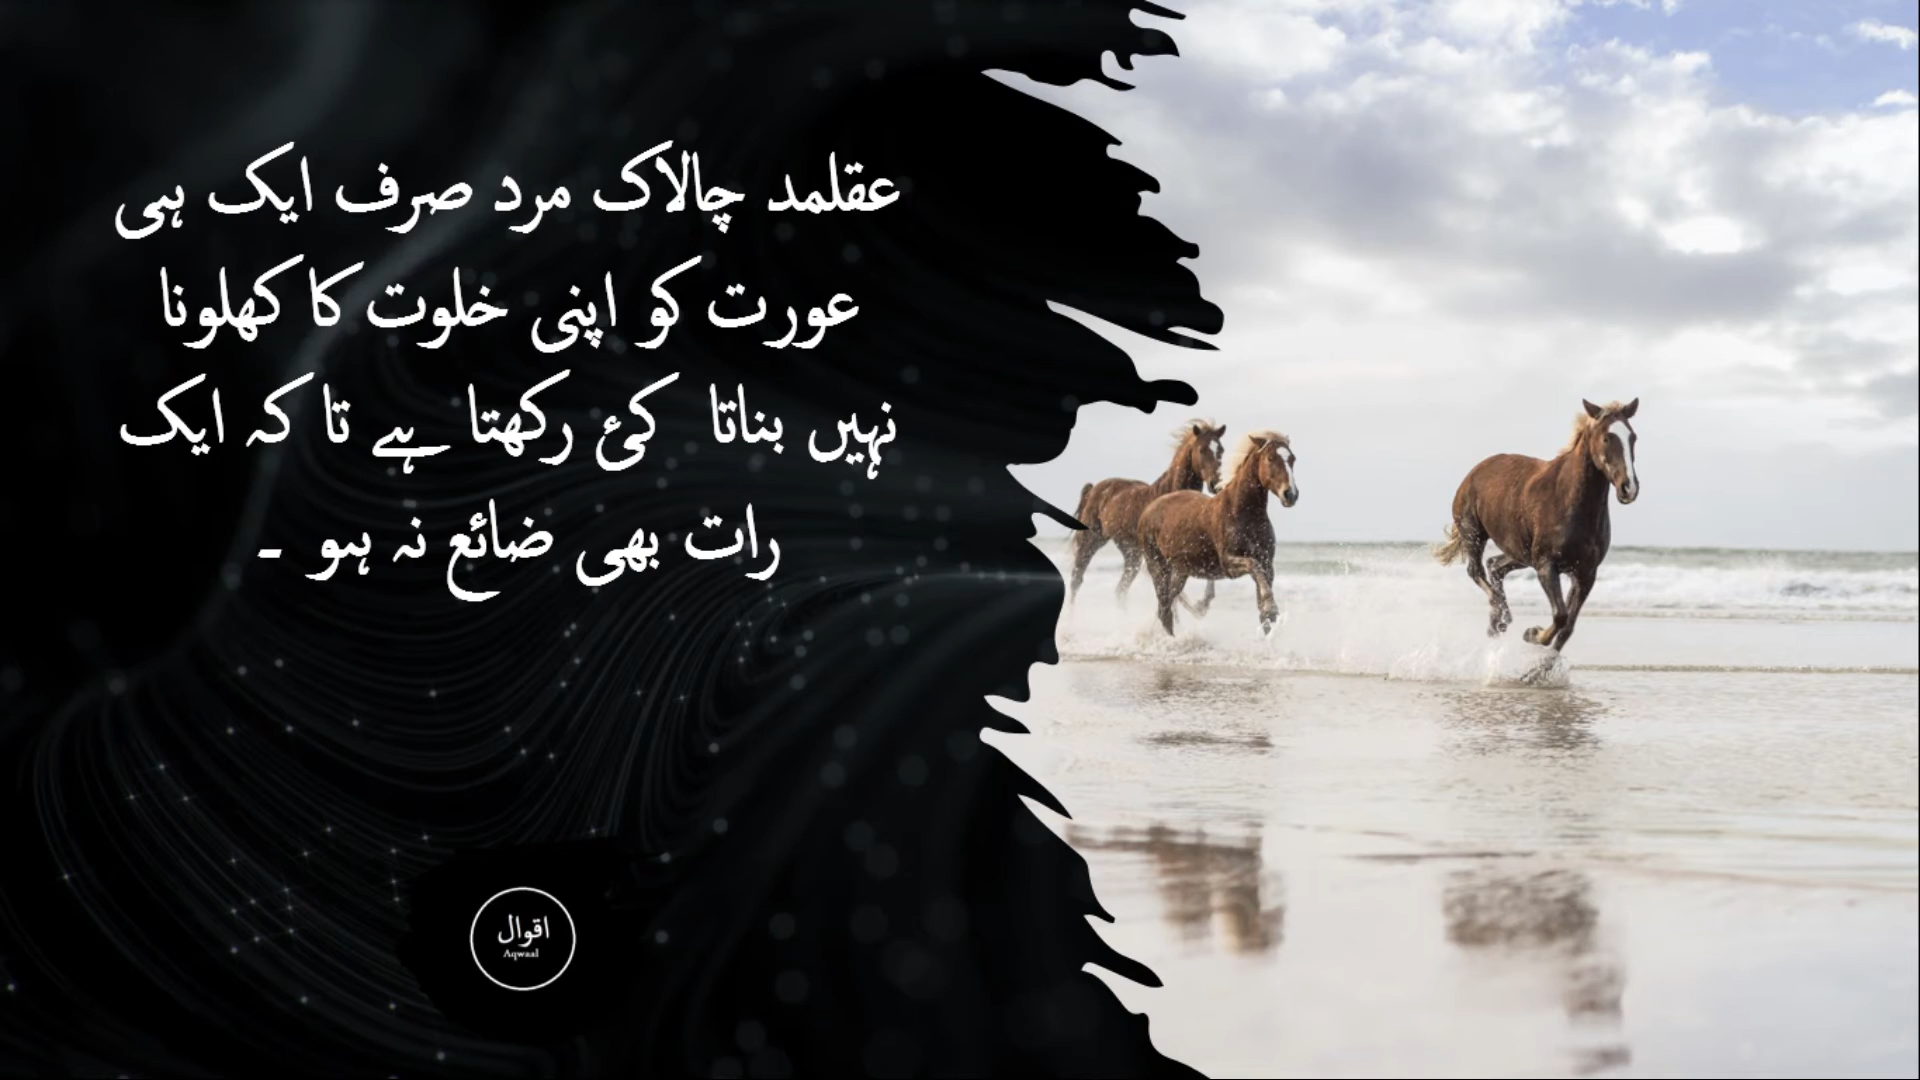 عقلمد چالاک مرد صرف ایک ہی
عورت کو اپنی خلوت کا کھلونا
نہیں بناتا کئ رکھتا ہے تا کہ ایک
رات بھی ضائع نہ ہو ۔
اقوال
Aqwaal